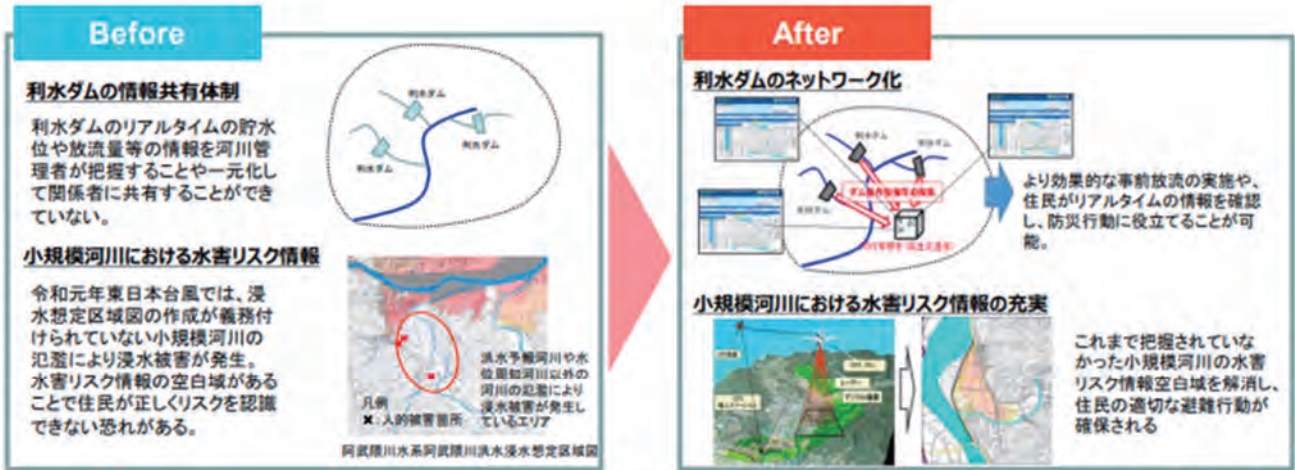 Before
利水ダムの情報共有体制
利水ダムのリアルタイムの貯水
位や放流量等の情報を河川管
理者が把握することや一元化し
て関係者に共有することができ
ていない。
利水ダム
利水ダム
利水ダム
小規模河川における水害リスク情報
令和元年東日本台風では、浸
水想定区域図の作成が義務付
けられていない小規模河川の
氾濫により浸水被害が発生。
水害リスク情報の空白域がある
ことで住民が正しくリスクを認識
できない恐れがある。
洪水予報河川や水
位周知河川以外の
河川の氾濫により
浸水被害が発生し
ているエリア
凡例
✖:人的被害箇所
阿武隈川水系阿武隈川洪水浸水想定区域図
After
利水ダムのネットワーク化
利水ダム
利水ダム
利水ダム
より効果的な事前放流の実施や、
住民がリアルタイムの情報を確認
し、防災行動に役立てることが可
能。
小規模河川における水害リスク情報の充実
これまで把握されていな
かった小規模河川の水害
リスク情報空白域を解消し、
住民の適切な避難行動が
確保される